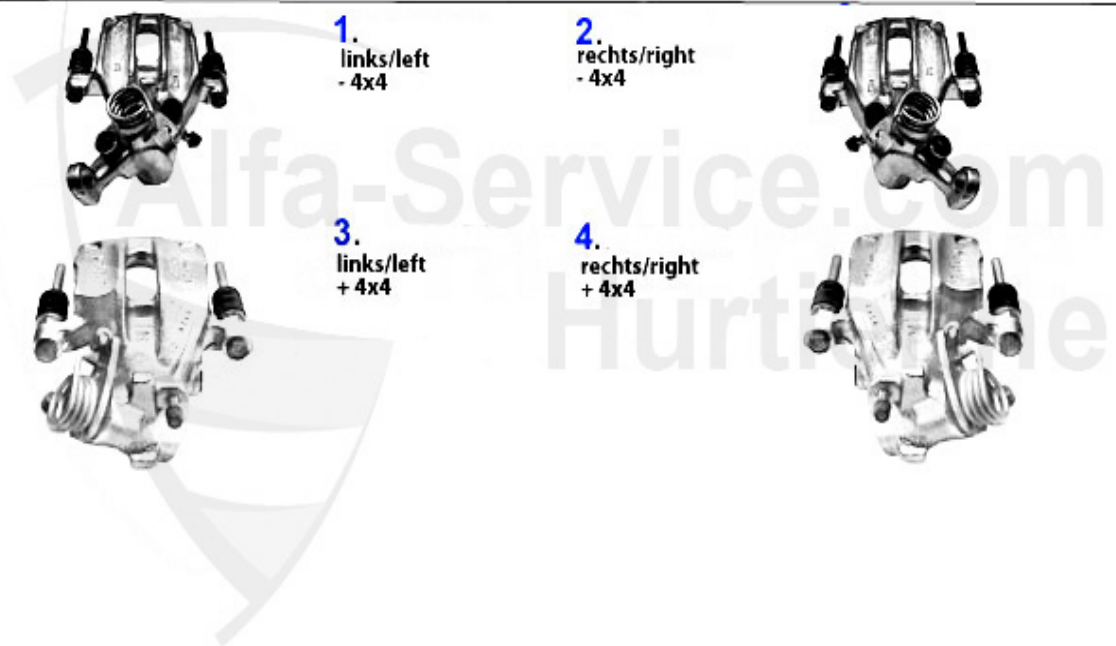 1.
links/left
- 4x4
2.
rechts/right
- 4x4
3.
links/left
+ 4x4
4.
rechts/right
+ 4x4
Alfa-Service.com